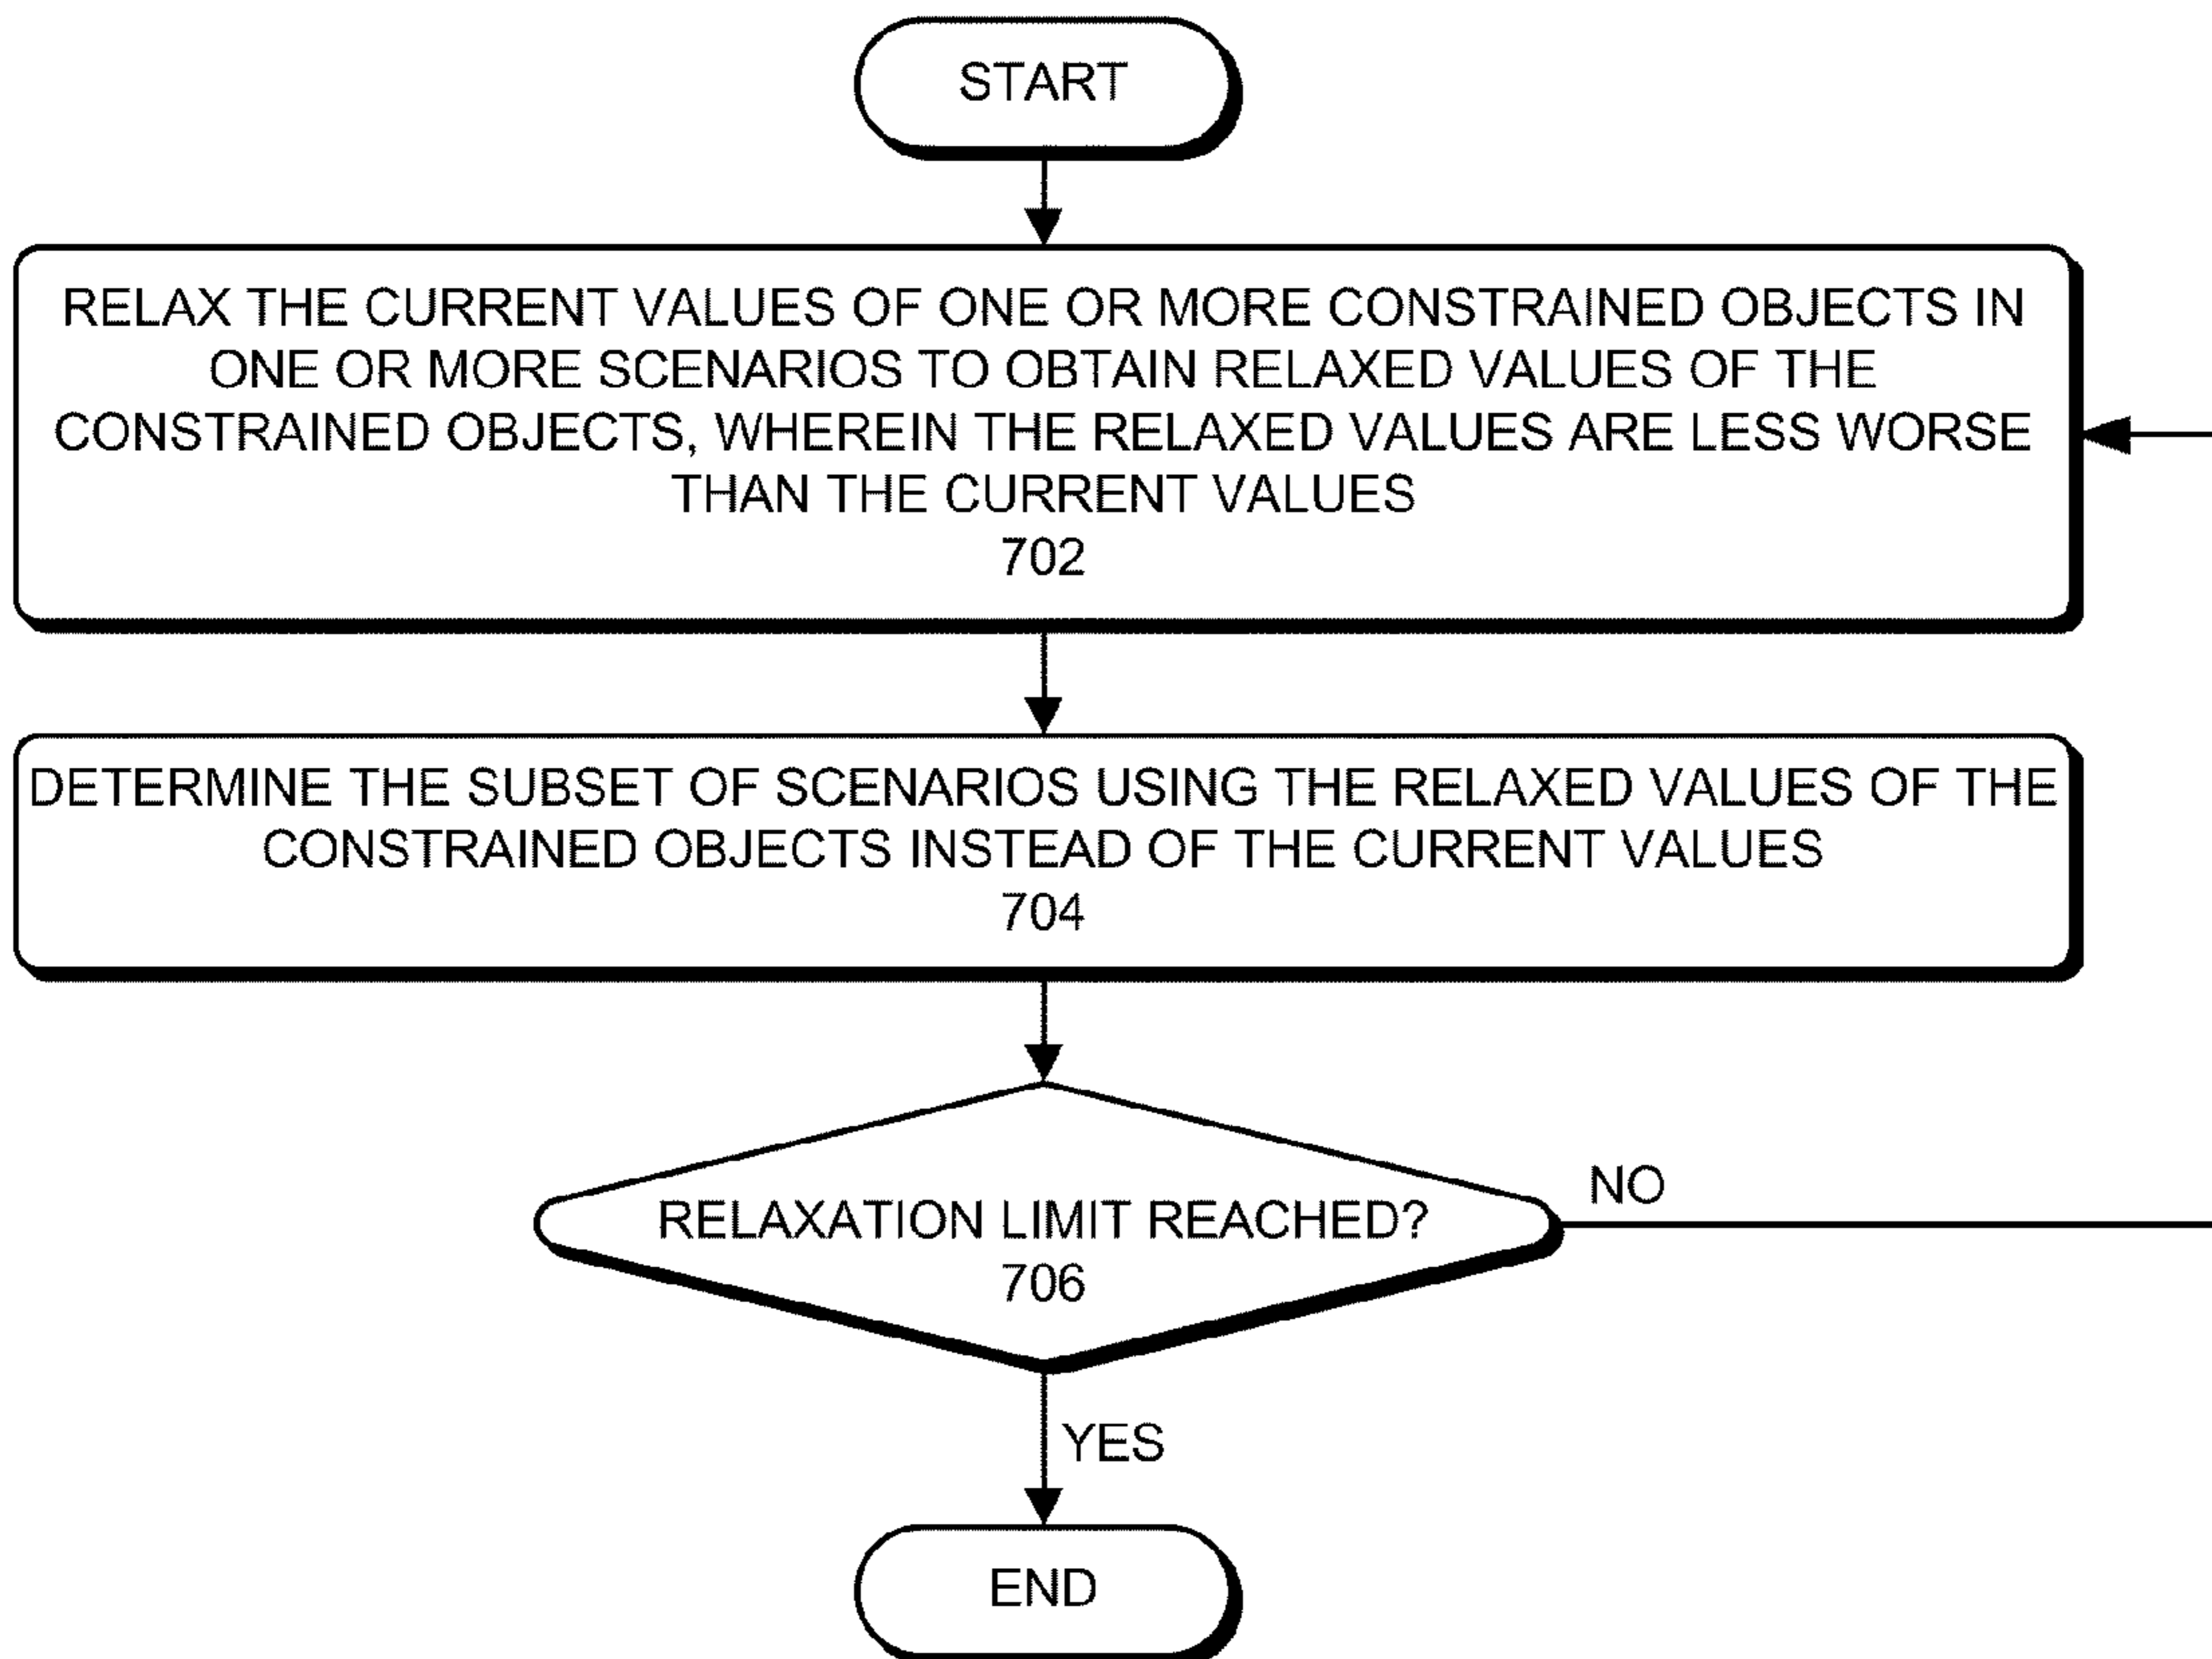 START
RELAX THE CURRENT VALUES OF ONE OR MORE CONSTRAINED OBJECTS IN
ONE OR MORE SCENARIOS TO OBTAIN RELAXED VALUES OF THE
CONSTRAINED OBJECTS, WHEREIN THE RELAXED VALUES ARE LESS WORSE
THAN THE CURRENT VALUES
702
DETERMINE THE SUBSET OF SCENARIOS USING THE RELAXED VALUES OF THE
CONSTRAINED OBJECTS INSTEAD OF THE CURRENT VALUES
704
RELAXATION LIMIT REACHED?
706
NO
YES
END